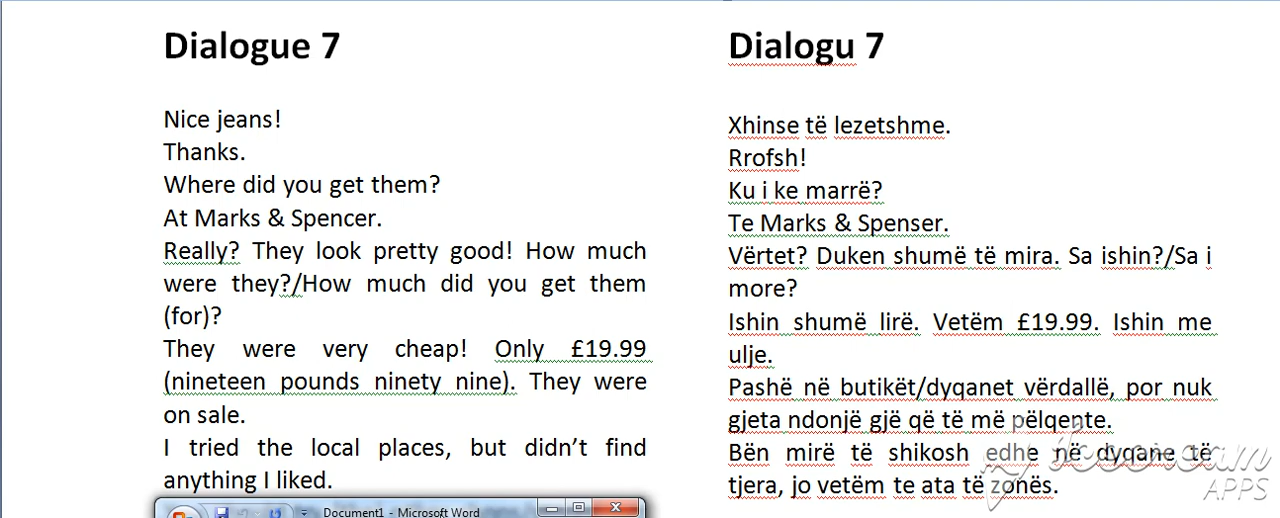 Dialogue 7
Nice jeans!
Thanks.
Where did you get them?
At Marks & Spencer.
Really? They look pretty good! How much
were they?/How much did you get them
(for)?
They were very cheap! Only £19.99
(nineteen pounds ninety nine). They were
on sale.
I tried the local places, but didn't find
anything I liked.
Dialogu 7
Xhinse të lezetshme.
Rrofsh!
Ku i ke marrë?
Te Marks & Spenser.
Vërtet? Duken shumë të mira. Sa ishin?/Sa i
more?
Ishin shumë lirë. Vetëm £19.99. Ishin me
ulje.
Pashë në butikët/dyqanet vërdallë, por nuk
gjeta ndonjë gjë që të më pëlqente.
Bën mirë të shikosh edhe në dyqane të
tjera, jo vetëm te ata të zonës.
Document1 - Microsoft Word
APPS